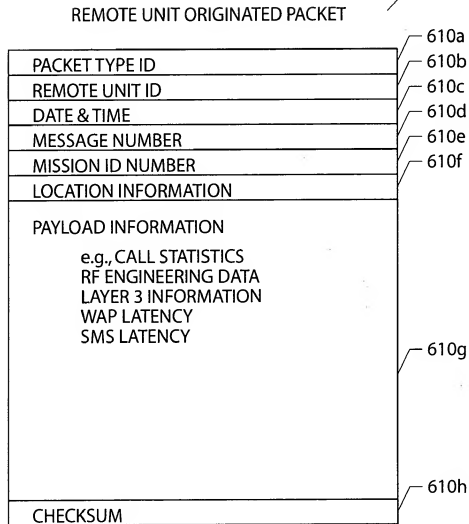 REMOTE UNIT ORIGINATED PACKET
610a
PACKET TYPE ID
610b
REMOTE UNIT ID
610c
DATE & TIME
610d
MESSAGE NUMBER
610e
MISSION ID NUMBER
610f
LOCATION INFORMATION
PAYLOAD INFORMATION
e.g., CALL STATISTICS
RF ENGINEERING DATA
LAYER 3 INFORMATION
WAP LATENCY
SMS LATENCY
610g
610h
CHECKSUM